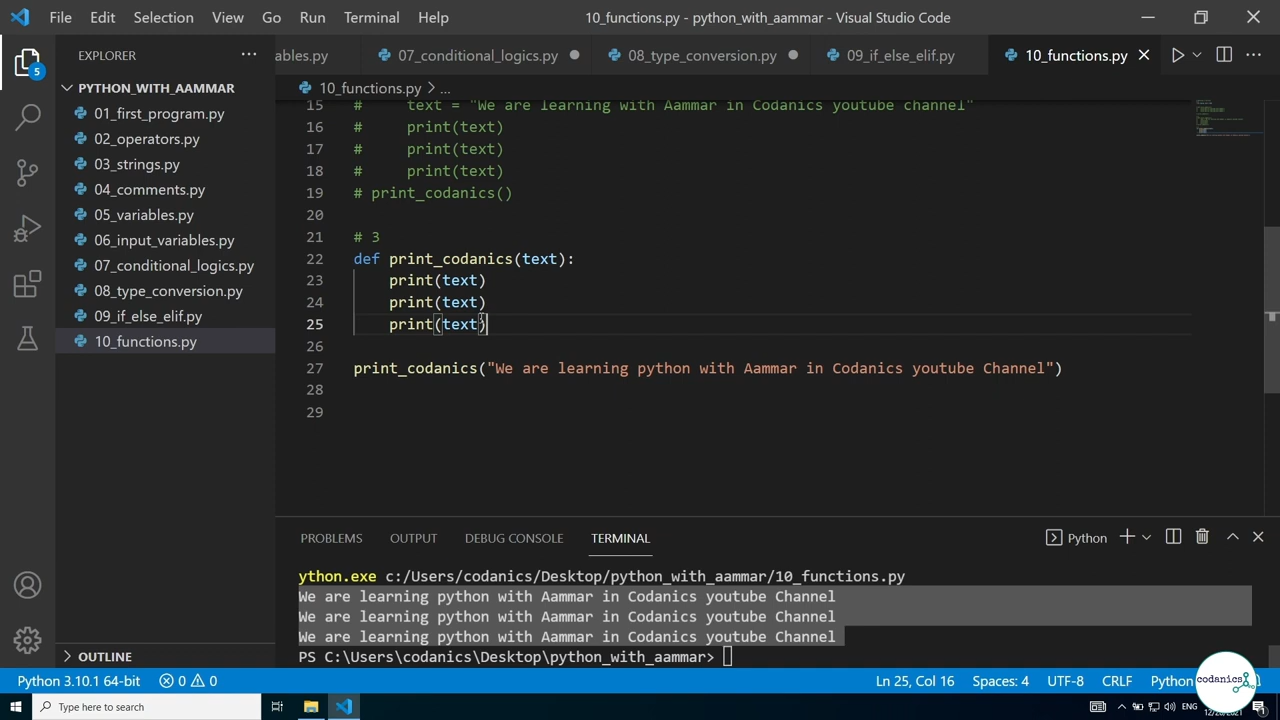 File Edit Selection View Go Run Terminal Help 10_functions.py - python_with_aammar - Visual Studio Code
EXPLORER
ables.py 07_conditional_logics.py 08_type_conversion.py 09_if_else_elif.py 10_functions.py
10_functions.py > ...
5
PYTHON_WITH_AAMMAR
01_first_program.py
02_operators.py
03_strings.py
04_comments.py
05_variables.py
06_input_variables.py
07_conditional_logics.py
08_type_conversion.py
09_if_else_elif.py
10_functions.py
OUTLINE
15 #     text = "We are learning with Aammar in Codanics youtube channel"
16 #     print(text)
17 #     print(text)
18 #     print(text)
19 # print_codanics()
20
21 # 3
22 def print_codanics(text):
23     print(text)
24     print(text)
25     print(text)
26
27 print_codanics("We are learning python with Aammar in Codanics youtube Channel")
28
29
PROBLEMS OUTPUT DEBUG CONSOLE TERMINAL Python
ython.exe c:/Users/codanics/Desktop/python_with_aammar/10_functions.py
We are learning python with Aammar in Codanics youtube Channel
We are learning python with Aammar in Codanics youtube Channel
We are learning python with Aammar in Codanics youtube Channel
PS C:\Users\codanics\Desktop\python_with_aammar>
Python 3.10.1 64-bit 0 0 Ln 25, Col 16 Spaces: 4 UTF-8 CRLF Python
codanics
Type here to search ENG